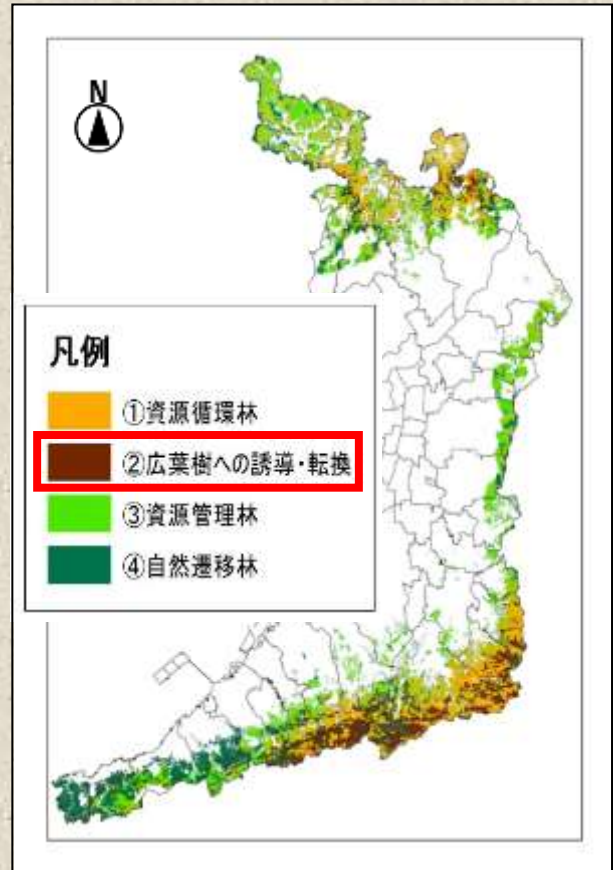 N
凡例
①資源循環林
②広葉樹への誘導・転換
③資源管理林
④自然遷移林